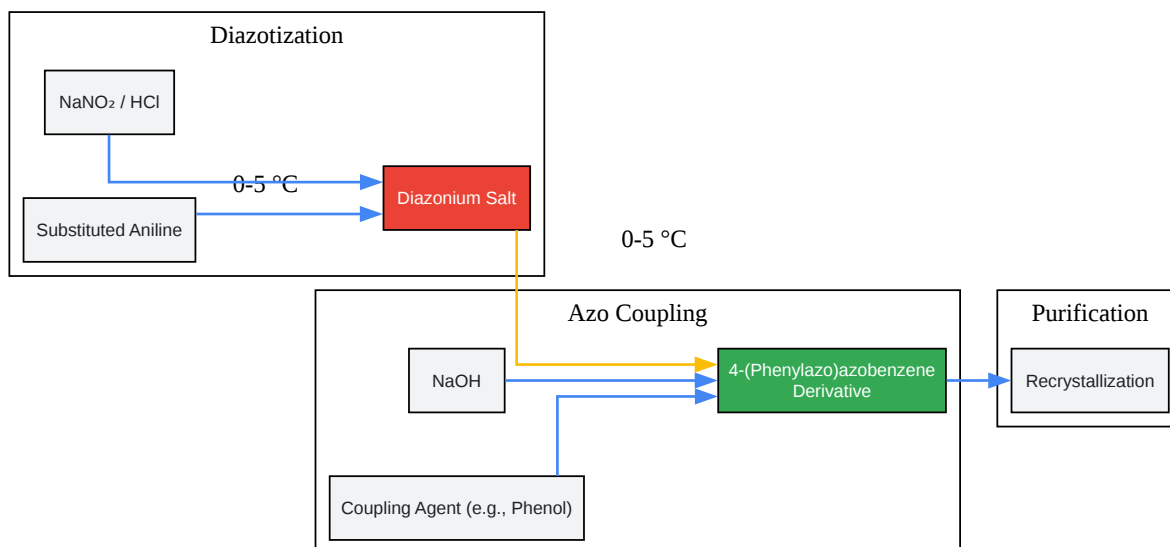 Diazotization
NaNO₂ / HCl
0-5 °C
Diazonium Salt
Substituted Aniline
0-5 °C
Azo Coupling
Purification
NaOH
4-(Phenylazo)azobenzene
Derivative
Recrystallization
Coupling Agent (e.g., Phenol)